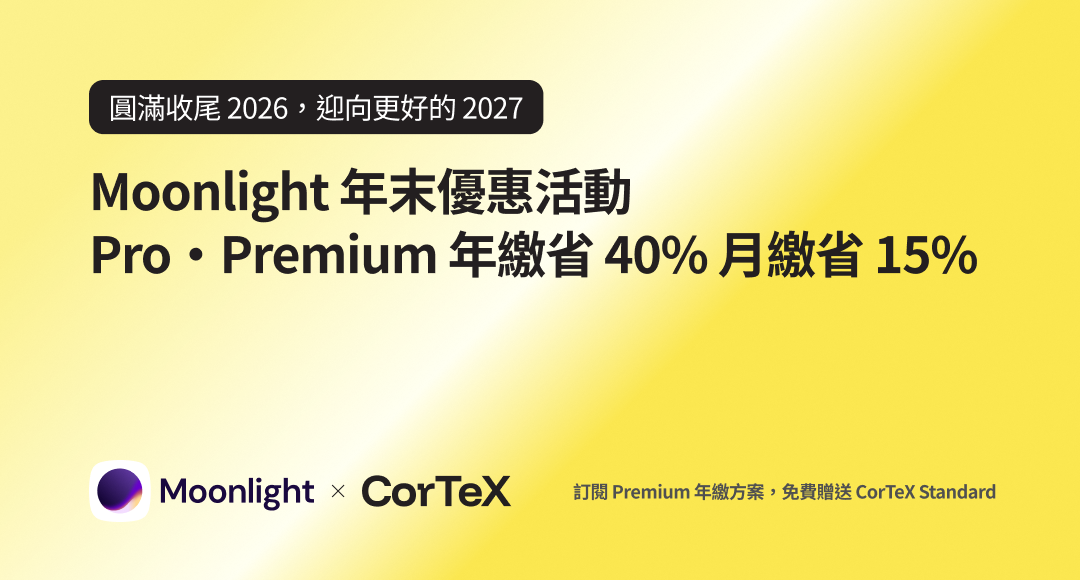 圓滿收尾 2026，迎向更好的 2027
Moonlight 年末優惠活動
Pro・Premium 年繳省 40% 月繳省 15%
Moonlight × CorTeX
訂閱 Premium 年繳方案，免費贈送 CorTeX Standard